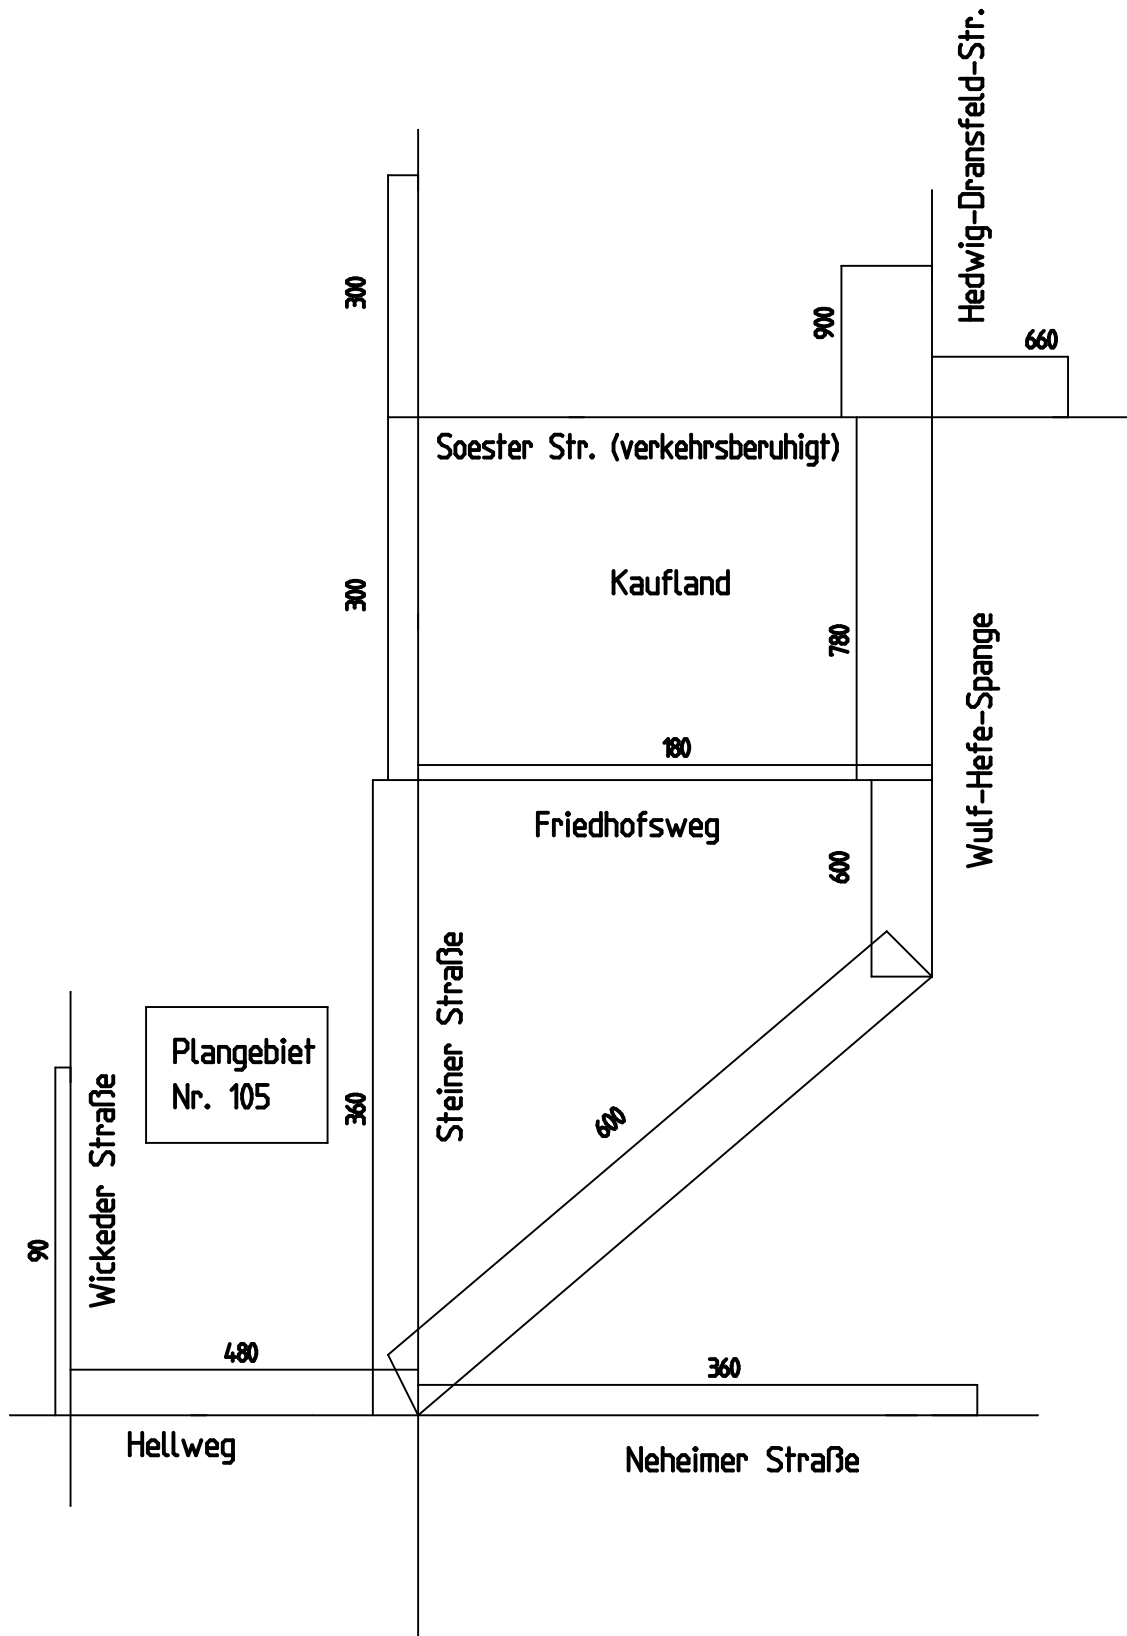 Hedwig-Dransfeld-Str.
300
900
660
Soester Str. (verkehrsberuhigt)
Kaufland
300
780
Wulf-Hefe-Spange
180
Friedhofsweg
600
Steiner Straße
Plangebiet
Nr. 105
Wickeder Straße
360
600
90
480
360
Hellweg
Neheimer Straße